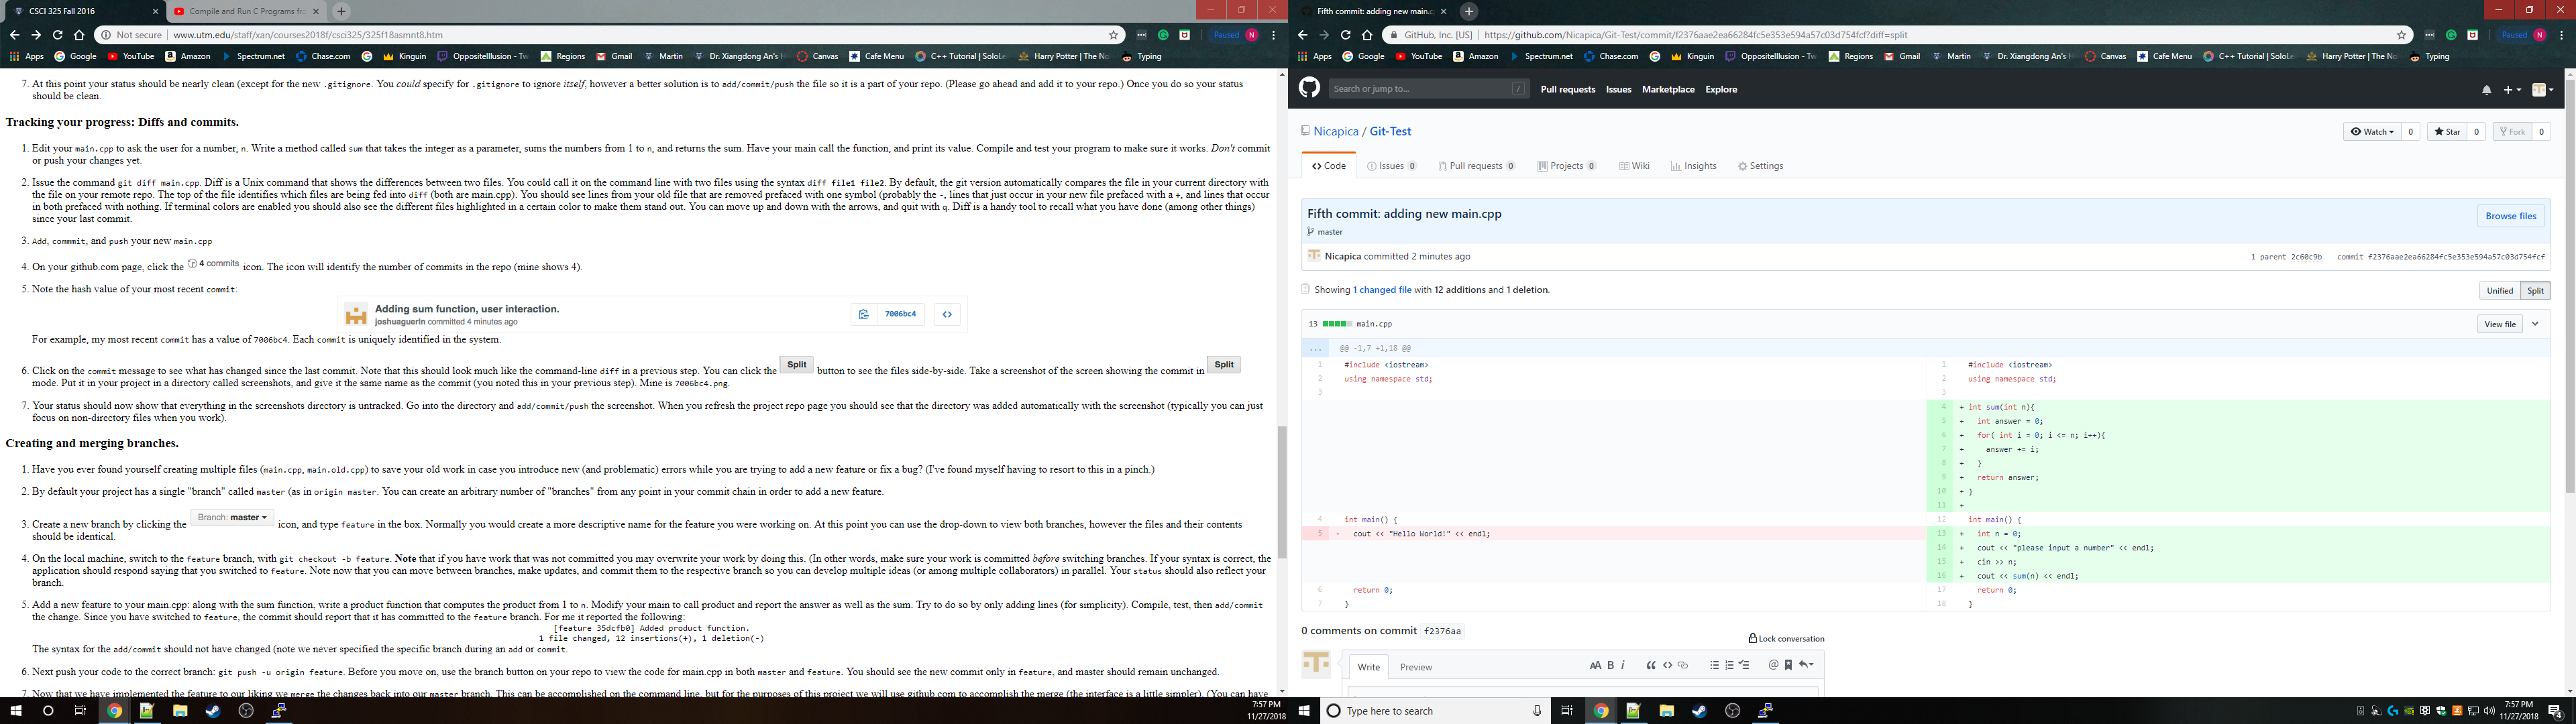 CSCI 325 Fall 2016
Compile and Run C Programs fr
Not secure | www.utm.edu/staff/xan/courses2018f/csci325/325f18asmnt8.htm
Paused N
Apps Google YouTube Amazon Spectrum.net Chase.com Kinguin OppositeIllusion - Tw Regions Gmail Martin Dr. Xiangdong An's H Canvas Cafe Menu C++ Tutorial | SoloLe Harry Potter | The No Typing
7. At this point your status should be nearly clean (except for the new .gitignore. You could specify for .gitignore to ignore itself, however a better solution is to add/commit/push the file so it is a part of your repo. (Please go ahead and add it to your repo.) Once you do so your status
should be clean.
Tracking your progress: Diffs and commits.
1. Edit your main.cpp to ask the user for a number, n. Write a method called sum that takes the integer as a parameter, sums the numbers from 1 to n, and returns the sum. Have your main call the function, and print its value. Compile and test your program to make sure it works. Don't commit
or push your changes yet.
2. Issue the command git diff main.cpp. Diff is a Unix command that shows the differences between two files. You could call it on the command line with two files using the syntax diff file1 file2. By default, the git version automatically compares the file in your current directory with
the file on your remote repo. The top of the file identifies which files are being fed into diff (both are main.cpp). You should see lines from your old file that are removed prefaced with one symbol (probably the -, lines that just occur in your new file prefaced with a +, and lines that occur
in both prefaced with nothing. If terminal colors are enabled you should also see the different files highlighted in a certain color to make them stand out. You can move up and down with the arrows, and quit with q. Diff is a handy tool to recall what you have done (among other things)
since your last commit.
3. Add, commmit, and push your new main.cpp
4. On your github.com page, click the 4 commits icon. The icon will identify the number of commits in the repo (mine shows 4).
5. Note the hash value of your most recent commit:
Adding sum function, user interaction.
joshuaguerin committed 4 minutes ago
7006bc4
For example, my most recent commit has a value of 7006bc4. Each commit is uniquely identified in the system.
6. Click on the commit message to see what has changed since the last commit. Note that this should look much like the command-line diff in a previous step. You can click the Split button to see the files side-by-side. Take a screenshot of the screen showing the commit in Split
mode. Put it in your project in a directory called screenshots, and give it the same name as the commit (you noted this in your previous step). Mine is 7006bc4.png.
7. Your status should now show that everything in the screenshots directory is untracked. Go into the directory and add/commit/push the screenshot. When you refresh the project repo page you should see that the directory was added automatically with the screenshot (typically you can just
focus on non-directory files when you work).
Creating and merging branches.
1. Have you ever found yourself creating multiple files (main.cpp, main.old.cpp) to save your old work in case you introduce new (and problematic) errors while you are trying to add a new feature or fix a bug? (I've found myself having to resort to this in a pinch.)
2. By default your project has a single "branch" called master (as in origin master. You can create an arbitrary number of "branches" from any point in your commit chain in order to add a new feature.
3. Create a new branch by clicking the Branch: master icon, and type feature in the box. Normally you would create a more descriptive name for the feature you were working on. At this point you can use the drop-down to view both branches, however the files and their contents
should be identical.
4. On the local machine, switch to the feature branch, with git checkout -b feature. Note that if you have work that was not committed you may overwrite your work by doing this. (In other words, make sure your work is committed before switching branches. If your syntax is correct, the
application should respond saying that you switched to feature. Note now that you can move between branches, make updates, and commit them to the respective branch so you can develop multiple ideas (or among multiple collaborators) in parallel. Your status should also reflect your
branch.
5. Add a new feature to your main.cpp: along with the sum function, write a product function that computes the product from 1 to n. Modify your main to call product and report the answer as well as the sum. Try to do so by only adding lines (for simplicity). Compile, test, then add/commit
the change. Since you have switched to feature, the commit should report that it has committed to the feature branch. For me it reported the following:
[feature 35dcfb0] Added product function.
1 file changed, 12 insertions(+), 1 deletion(-)
The syntax for the add/commit should not have changed (note we never specified the specific branch during an add or commit.
6. Next push your code to the correct branch: git push -u origin feature. Before you move on, use the branch button on your repo to view the code for main.cpp in both master and feature. You should see the new commit only in feature, and master should remain unchanged.
7. Now that we have implemented the feature to our liking we merge the changes back into our master branch. This can be accomplished on the command line, but for the purposes of this project we will use github.com to accomplish the merge (the interface is a little simpler). (You can have
7:57 PM
11/27/2018
Fifth commit: adding new main.c
GitHub, Inc. [US] | https://github.com/Nicapica/Git-Test/commit/f2376aae2ea66284fc5e353e594a57c03d754fcf?diff=split
Paused N
Apps Google YouTube Amazon Spectrum.net Chase.com Kinguin OppositeIllusion - Tw Regions Gmail Martin Dr. Xiangdong An's H Canvas Cafe Menu C++ Tutorial | SoloLe Harry Potter | The No Typing
Search or jump to... / Pull requests Issues Marketplace Explore
Nicapica / Git-Test
Watch 0 Star 0 Fork 0
Code Issues 0 Pull requests 0 Projects 0 Wiki Insights Settings
Fifth commit: adding new main.cpp
Browse files
master
Nicapica committed 2 minutes ago
1 parent 2c60c9b commit f2376aae2ea66284fc5e353e594a57c03d754fcf
Showing 1 changed file with 12 additions and 1 deletion.
Unified Split
13 main.cpp View file
... @@ -1,7 +1,18 @@
1 #include <iostream> 1 #include <iostream>
2 using namespace std; 2 using namespace std;
3 3
4 + int sum(int n){
5 + int answer = 0;
6 + for( int i = 0; i <= n; i++){
7 + answer += i;
8 + }
9 + return answer;
10 + }
11 +
4 int main() { 12 int main() {
5 - cout << "Hello World!" << endl; 13 + int n = 0;
14 + cout << "please input a number" << endl;
15 + cin >> n;
16 + cout << sum(n) << endl;
6 return 0; 17 return 0;
7 } 18 }
0 comments on commit f2376aa
Lock conversation
Write Preview
AA B i
Type here to search
7:57 PM
11/27/2018